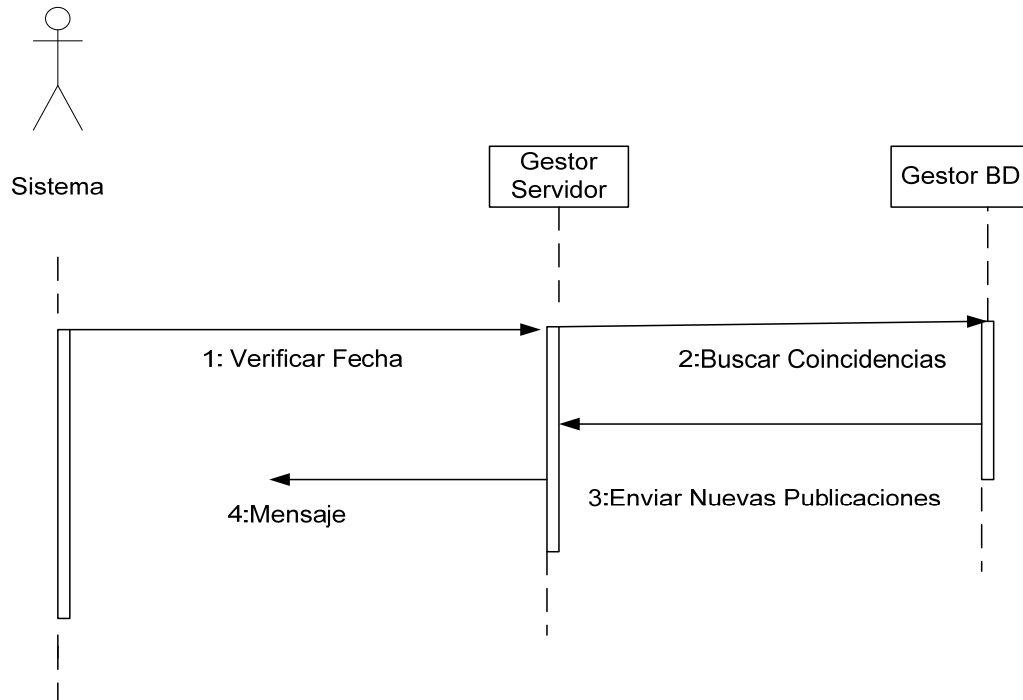 Sistema
Gestor
Servidor
Gestor BD
1: Verificar Fecha
2:Buscar Coincidencias
3:Enviar Nuevas Publicaciones
4:Mensaje